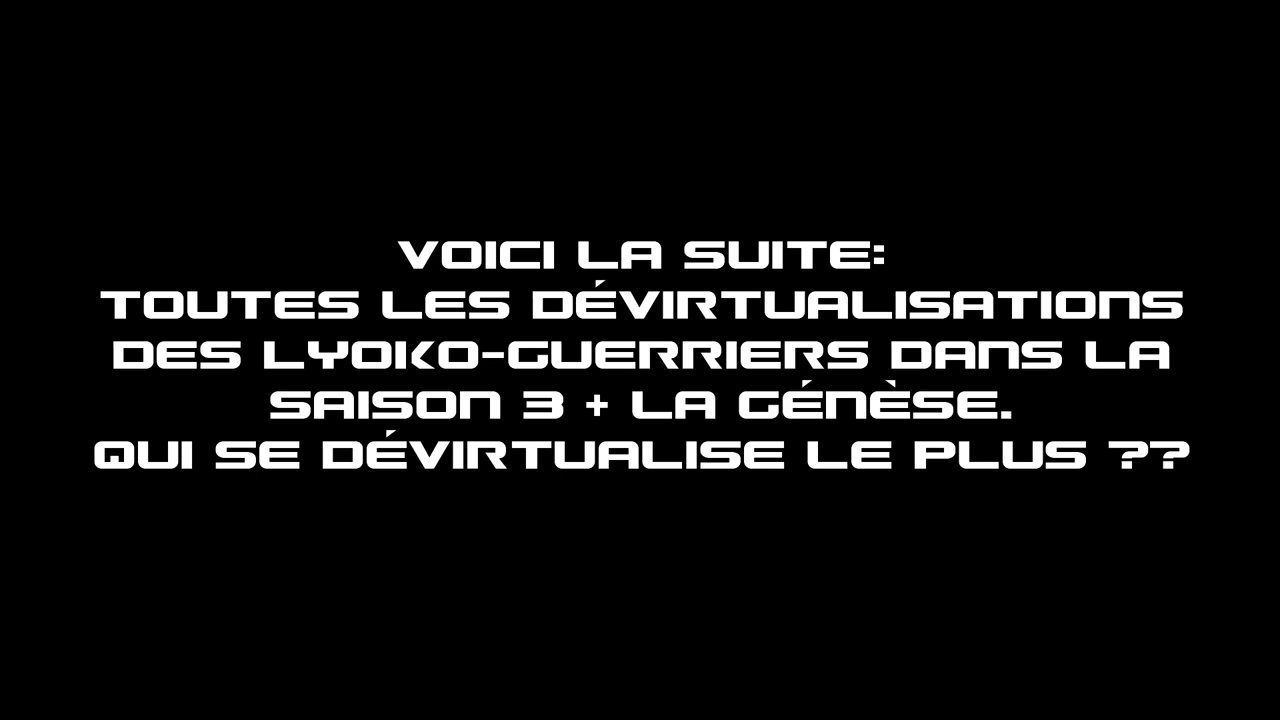 VOICI LA SUITE:
TOUTES LES DÉVIRTUALISATIONS
DES LYOKO-GUERRIERS DANS LA
SAISON 3 + LA GÉNÈSE.
QUI SE DÉVIRTUALISE LE PLUS ??